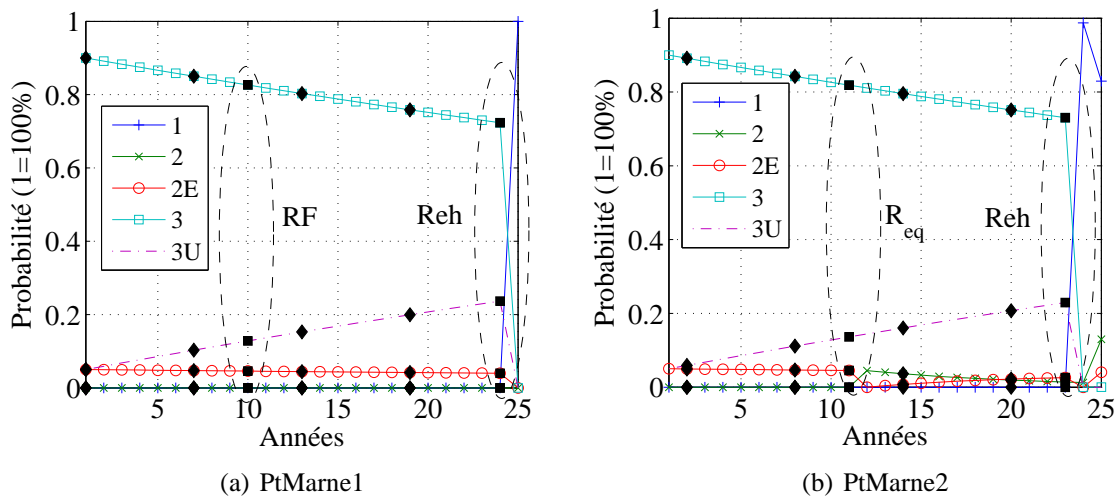 Probabilité (1=100%)
1
0.8
0.6
0.4
0.2
0
1
2
2E
3
3U
RF
Reh
5
10
15
20
25
Années
(a) PtMarne1
Probabilité (1=100%)
1
0.8
0.6
0.4
0.2
0
1
2
2E
3
3U
R_eq
Reh
5
10
15
20
25
Années
(b) PtMarne2